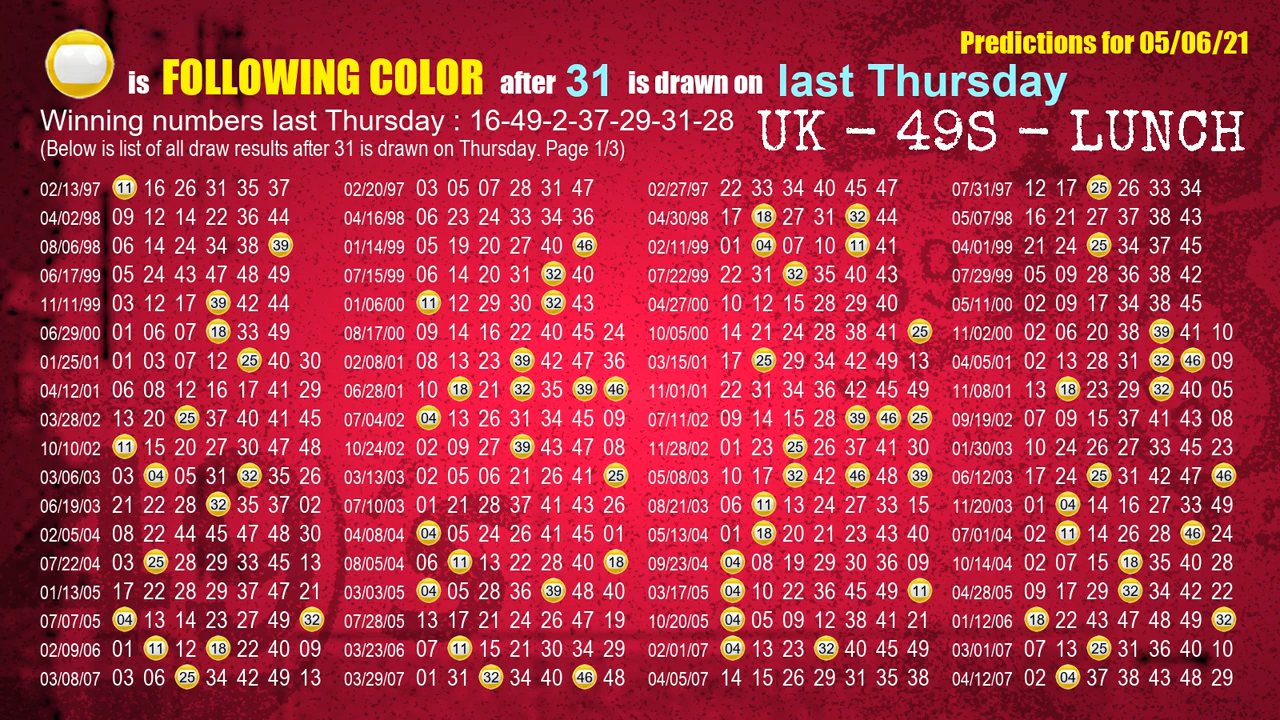 Predictions for 05/06/21
is FOLLOWING COLOR after 31 is drawn on last Thursday
Winning numbers last Thursday : 16-49-2-37-29-31-28
UK - 49S - LUNCH
(Below is list of all draw results after 31 is drawn on Thursday. Page 1/3)
02/13/97 11 16 26 31 35 37 02/20/97 03 05 07 28 31 47 02/27/97 22 33 34 40 45 47 07/31/97 12 17 25 26 33 34
04/02/98 09 12 14 22 36 44 04/16/98 06 23 24 33 34 36 04/30/98 17 18 27 31 32 44 05/07/98 16 21 27 37 38 43
08/06/98 06 14 24 34 38 39 01/14/99 05 19 20 27 40 46 02/11/99 01 04 07 10 11 41 04/01/99 21 24 25 34 37 45
06/17/99 05 24 43 47 48 49 07/15/99 06 14 20 31 32 40 07/22/99 22 31 32 35 40 43 07/29/99 05 09 28 36 38 42
11/11/99 03 12 17 39 42 44 01/06/00 11 12 29 30 32 43 04/27/00 10 12 15 28 29 40 05/11/00 02 09 17 34 38 45
06/29/00 01 06 07 18 33 49 08/17/00 09 14 16 22 40 45 24 10/05/00 14 21 24 28 38 41 25 11/02/00 02 06 20 38 39 41 10
01/25/01 01 03 07 12 25 40 30 02/08/01 08 13 23 39 42 47 36 03/15/01 17 25 29 34 42 49 13 04/05/01 02 13 28 31 32 46 09
04/12/01 06 08 12 16 17 41 29 06/28/01 10 18 21 32 35 39 46 11/01/01 22 31 34 36 42 45 49 11/08/01 13 18 23 29 32 40 05
03/28/02 13 20 25 37 40 41 45 07/04/02 04 13 26 31 34 45 09 07/11/02 09 14 15 28 39 46 25 09/19/02 07 09 15 37 41 43 08
10/10/02 11 15 20 27 30 47 48 10/24/02 02 09 27 39 43 47 08 11/28/02 01 23 25 26 37 41 30 01/30/03 10 24 26 27 33 45 23
03/06/03 03 04 05 31 32 35 26 03/13/03 02 05 06 21 26 41 25 05/08/03 10 17 32 42 46 48 39 06/12/03 17 24 25 31 42 47 46
06/19/03 21 22 28 32 35 37 02 07/10/03 01 21 28 37 41 43 26 08/21/03 06 11 13 24 27 33 15 11/20/03 01 04 14 16 27 33 49
02/05/04 08 22 44 45 47 48 30 04/08/04 04 05 24 26 41 45 01 05/13/04 01 18 20 21 23 43 40 07/01/04 02 11 14 26 28 46 24
07/22/04 03 25 28 29 33 45 13 08/05/04 06 11 13 22 28 40 18 09/23/04 04 08 19 29 30 36 09 10/14/04 02 07 15 18 35 40 28
01/13/05 17 22 28 29 37 47 21 03/03/05 04 05 28 36 39 48 40 03/17/05 04 10 22 36 45 49 11 04/28/05 09 17 29 32 34 42 22
07/07/05 04 13 14 23 27 49 32 07/28/05 13 17 21 24 26 47 19 10/20/05 04 05 09 12 38 41 21 01/12/06 18 22 43 47 48 49 32
02/09/06 01 11 12 18 22 40 09 03/23/06 07 11 15 21 30 34 29 02/01/07 04 13 23 32 40 45 49 03/01/07 07 13 25 31 36 40 10
03/08/07 03 06 25 34 42 49 13 03/29/07 01 31 32 34 40 46 48 04/05/07 14 15 26 29 31 35 38 04/12/07 02 04 37 38 43 48 29